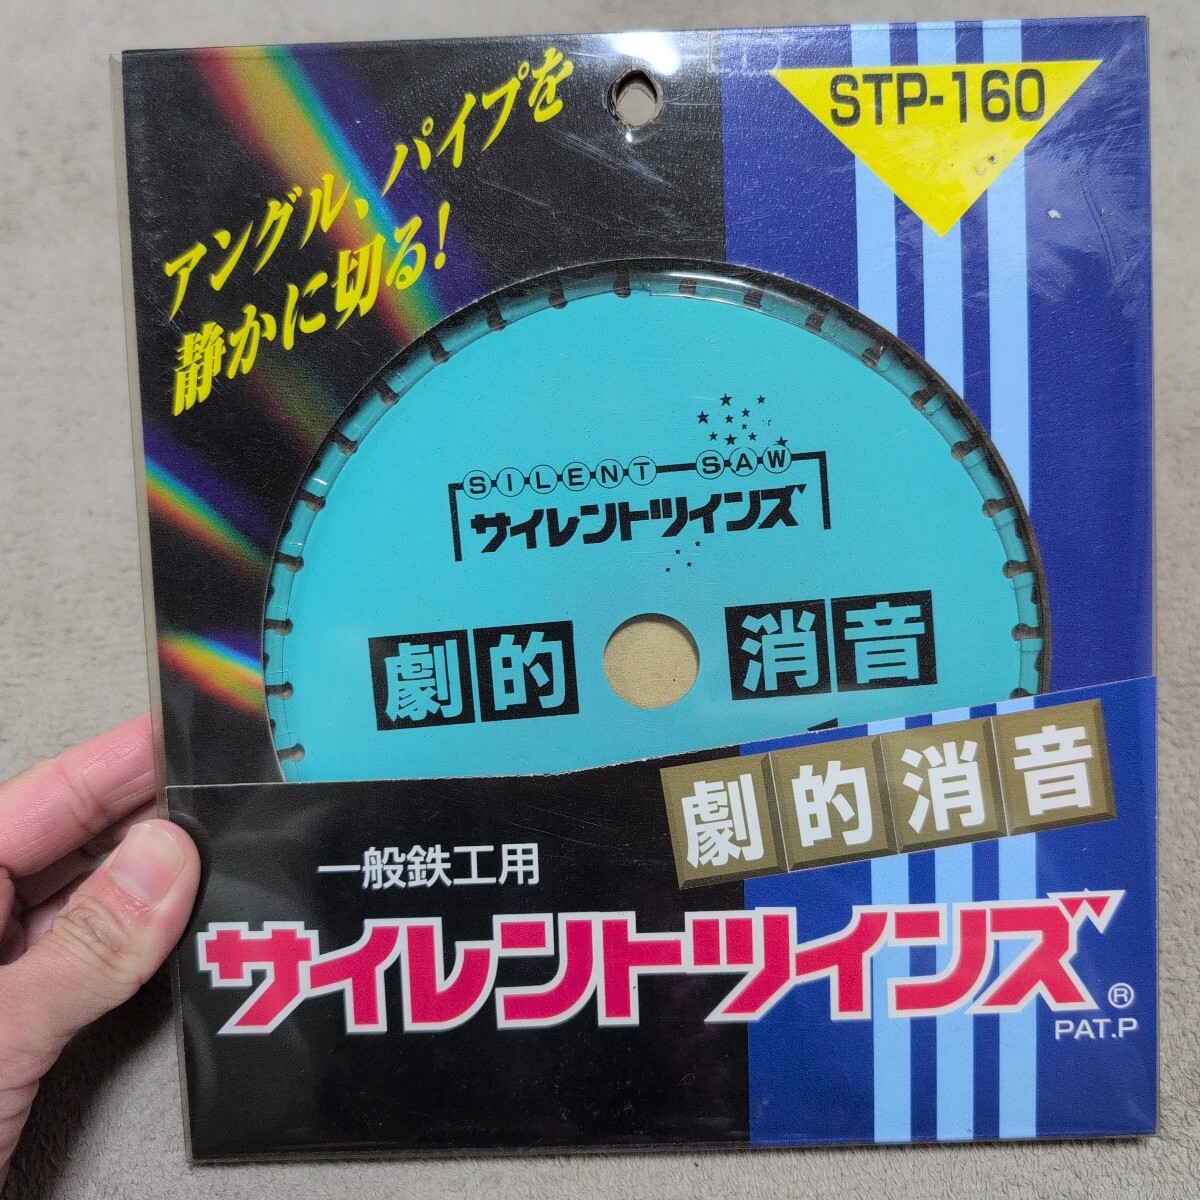 STP-160
アングル、パイプを
静かに切る!
SILENT SAW
サイレントツインズ
劇的 消音
劇的消音
一般鉄工用
サイレントツインズ®
PAT.P